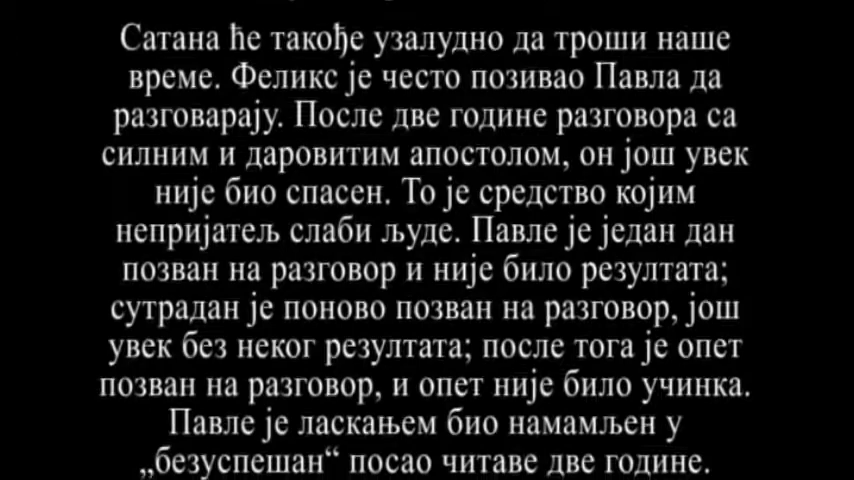 Сатана ће такође узалудно да троши наше
време. Феликс је често позивао Павла да
разговарају. После две године разговора са
силним и даровитим апостолом, он још увек
није био спасен. То је средство којим
непријатељ слаби људе. Павле је један дан
позван на разговор и није било резултата;
сутрадан је поново позван на разговор, још
увек без неког резултата; после тога је опет
позван на разговор, и опет није било учинка.
Павле је ласкањем био намамљен у
„безуспешан“ посао читаве две године.